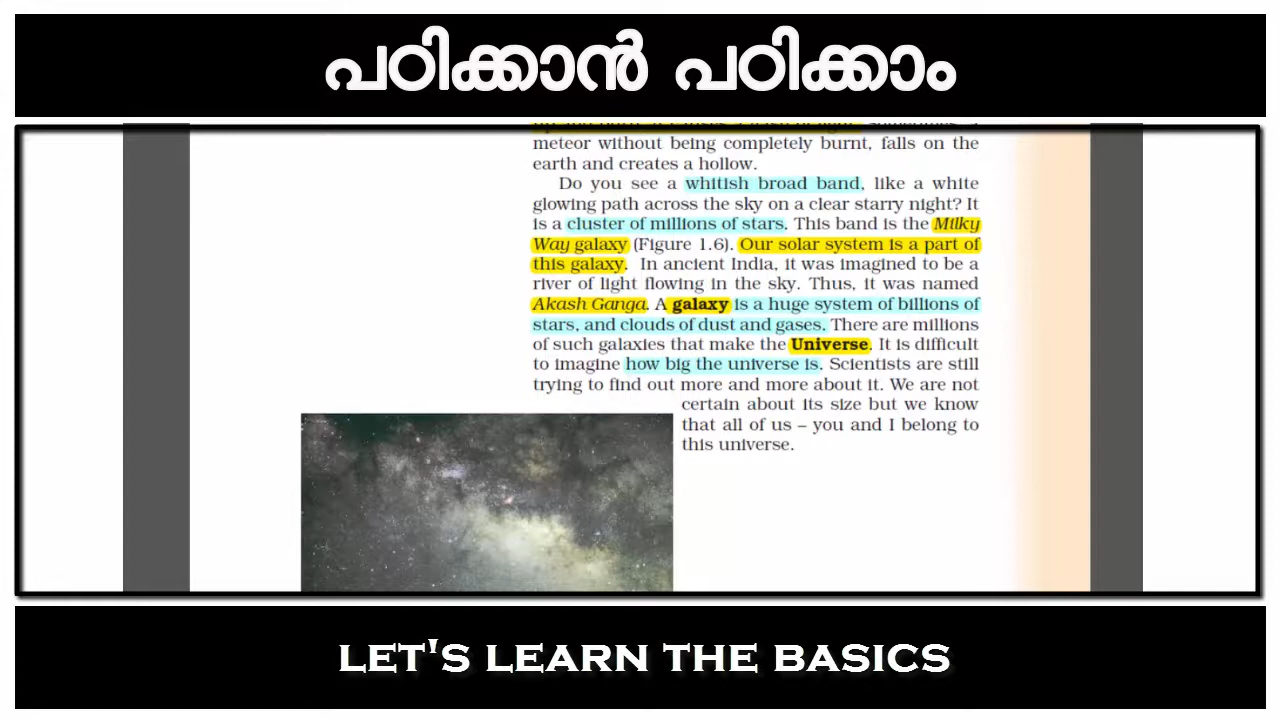 പഠിക്കാൻ പഠിക്കാം
meteor without being completely burnt, falls on the
earth and creates a hollow.
Do you see a whitish broad band, like a white
glowing path across the sky on a clear starry night? It
is a cluster of millions of stars. This band is the Milky
Way galaxy (Figure 1.6). Our solar system is a part of
this galaxy. In ancient India, it was imagined to be a
river of light flowing in the sky. Thus, it was named
Akash Ganga. A galaxy is a huge system of billions of
stars, and clouds of dust and gases. There are millions
of such galaxies that make the Universe. It is difficult
to imagine how big the universe is. Scientists are still
trying to find out more and more about it. We are not
certain about its size but we know
that all of us – you and I belong to
this universe.
LET'S LEARN THE BASICS